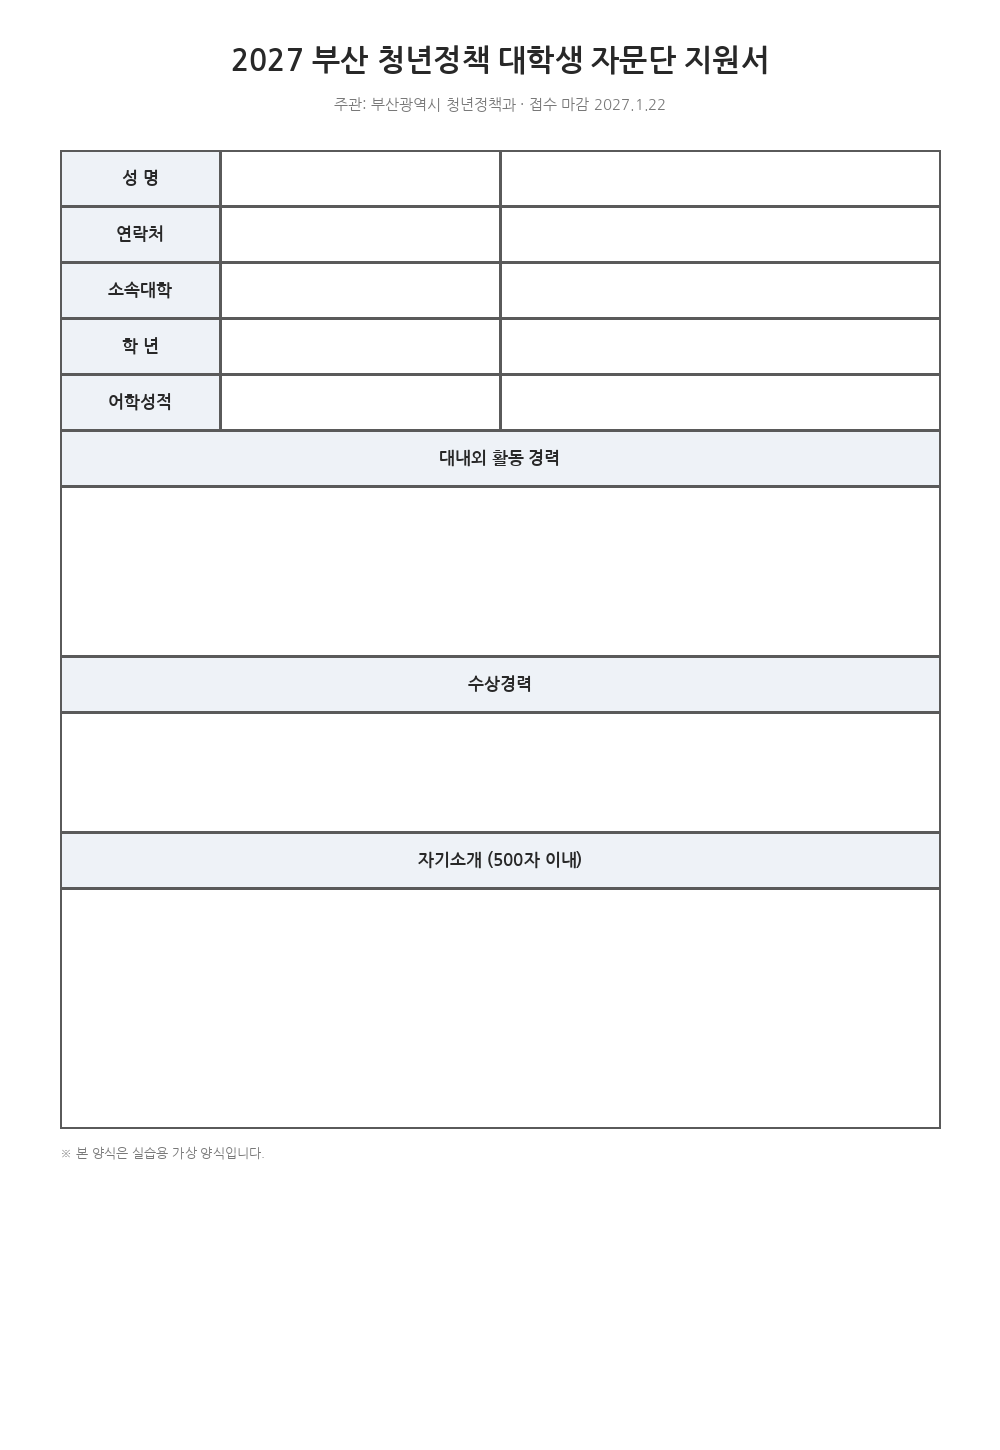 2027 부산 청년정책 대학생 자문단 지원서
주관: 부산광역시 청년정책과 · 접수 마감 2027.1.22
성 명
연락처
소속대학
학 년
어학성적
대내외 활동 경력
수상경력
자기소개 (500자 이내)
※ 본 양식은 실습용 가상 양식입니다.